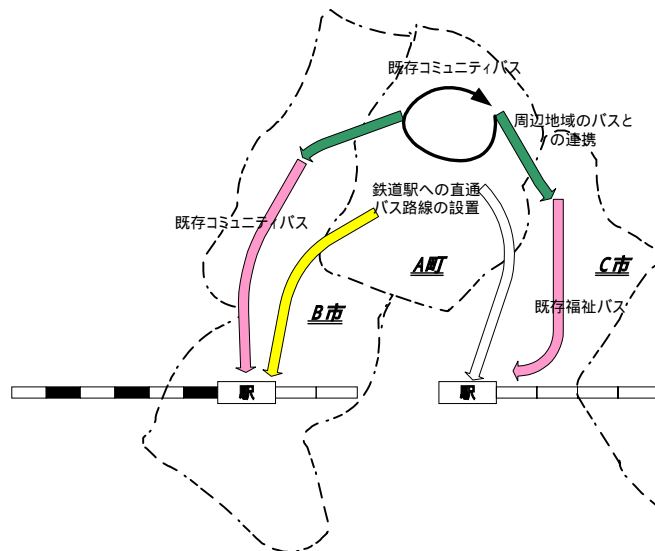 既存コミュニティバス
周辺地域のバスと
の連携
鉄道駅への直通
バス路線の設置
既存コミュニティバス
A町
C市
B市
既存福祉バス
駅
駅